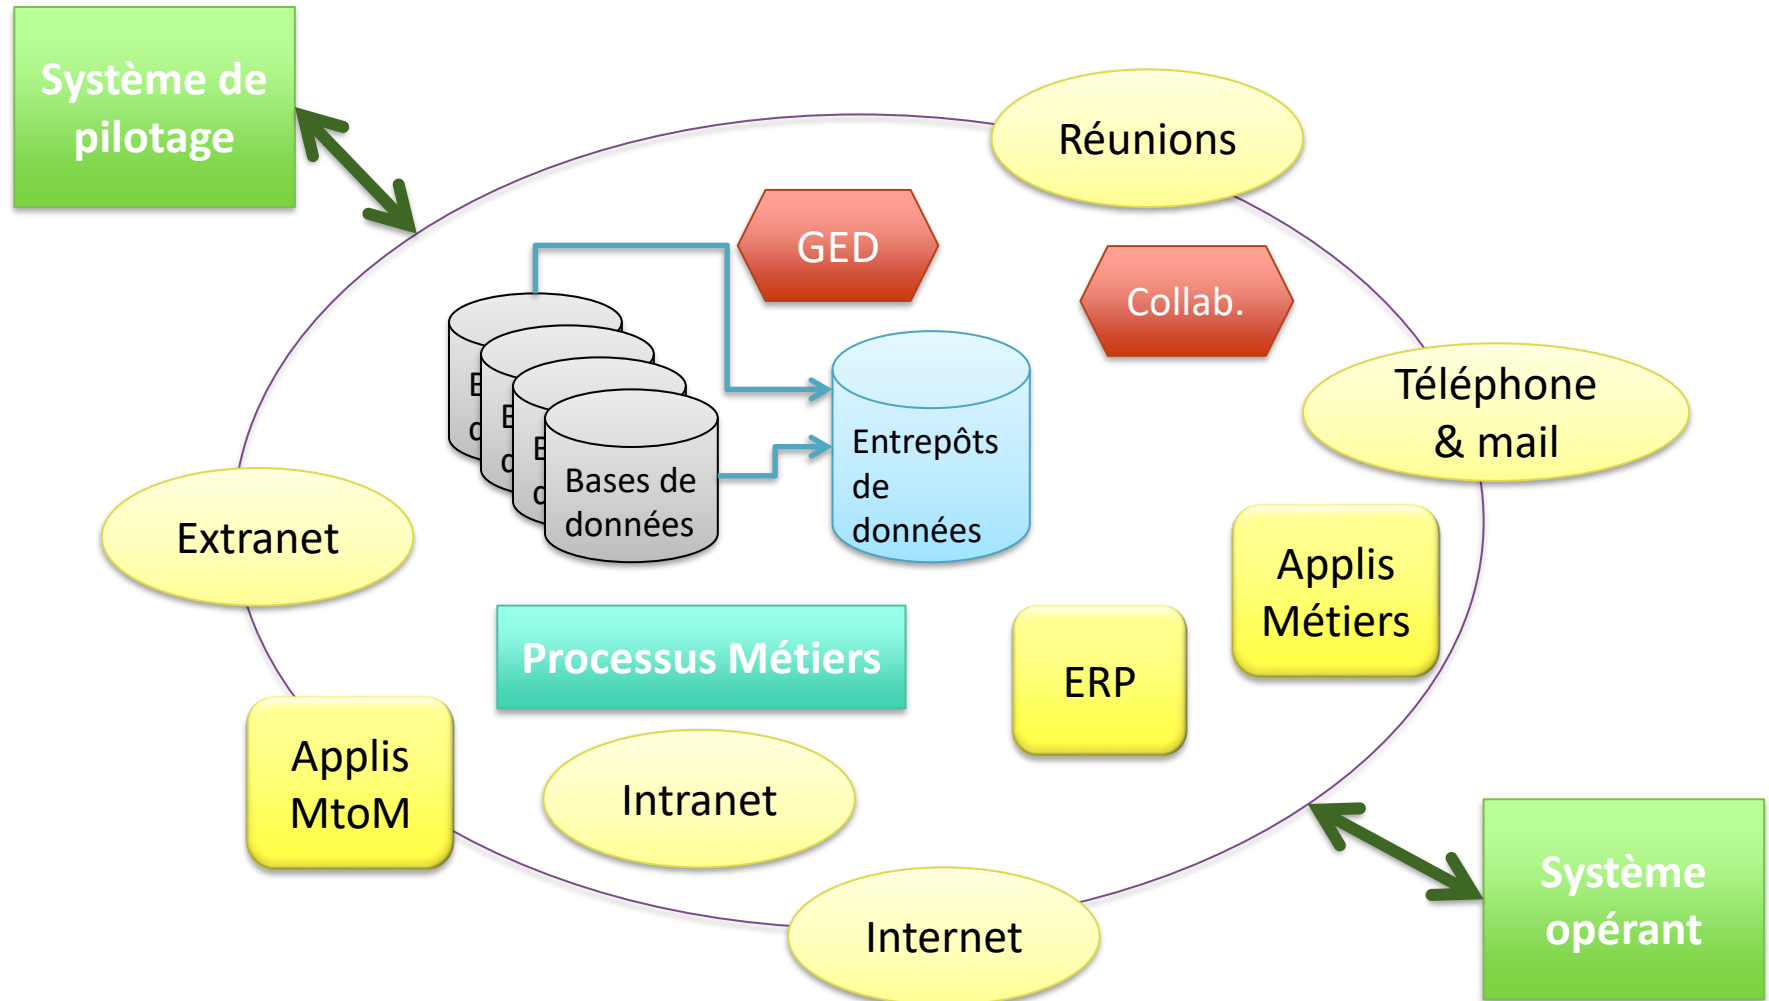 Système de
pilotage
Réunions
GED
Collab.
Téléphone
& mail
Bases de
données
Entrepôts
de
données
Extranet
Applis
Métiers
Processus Métiers
ERP
Applis
MtoM
Intranet
Internet
Système
opérant